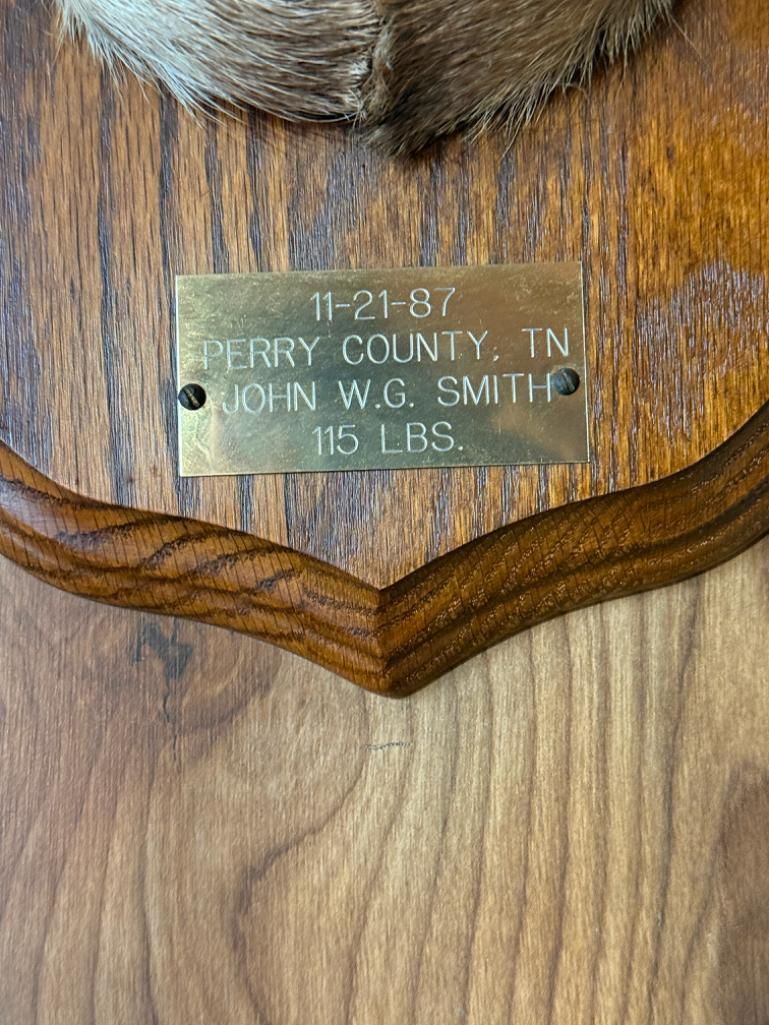 11-21-87
PERRY COUNTY, TN
JOHN W.G. SMITH
115 LBS.